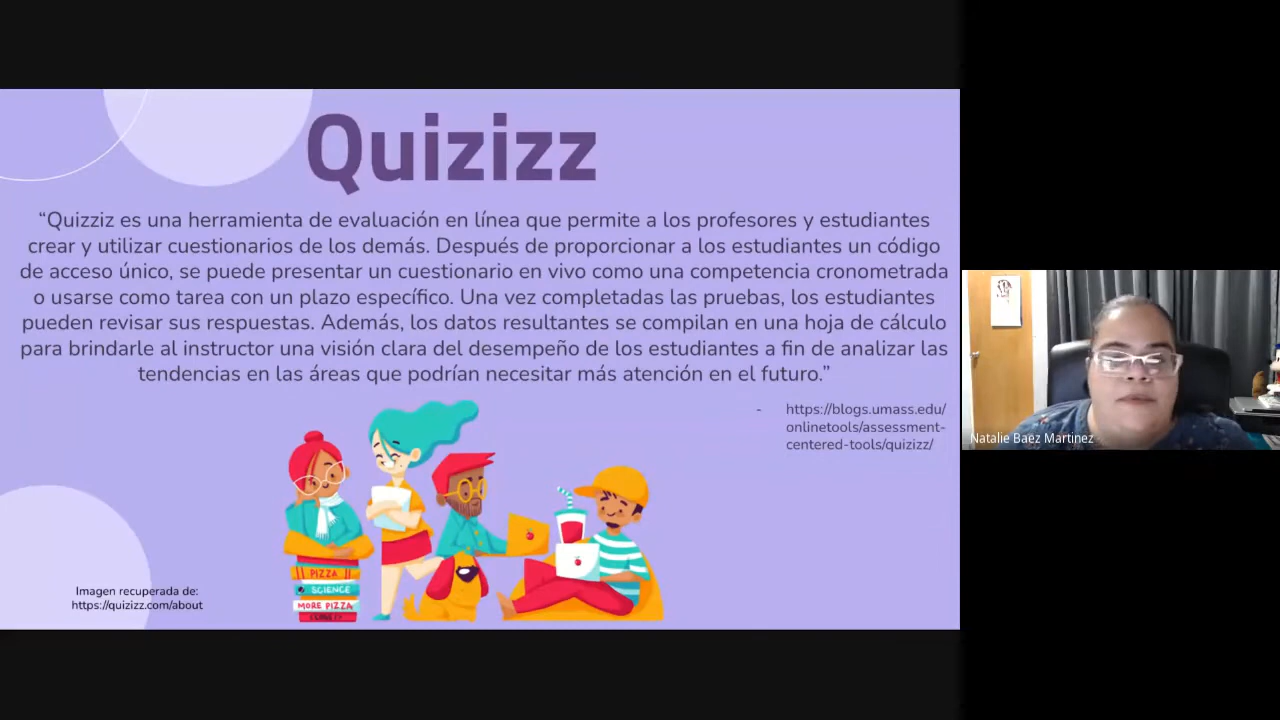 Quizizz
“Quizziz es una herramienta de evaluación en línea que permite a los profesores y estudiantes
crear y utilizar cuestionarios de los demás. Después de proporcionar a los estudiantes un código
de acceso único, se puede presentar un cuestionario en vivo como una competencia cronometrada
o usarse como tarea con un plazo específico. Una vez completadas las pruebas, los estudiantes
pueden revisar sus respuestas. Además, los datos resultantes se compilan en una hoja de cálculo
para brindarle al instructor una visión clara del desempeño de los estudiantes a fin de analizar las
tendencias en las áreas que podrían necesitar más atención en el futuro.”
- https://blogs.umass.edu/
onlinetools/assessment-
centered-tools/quizizz/
PIZZA
SCIENCE
MORE PIZZA
Imagen recuperada de:
https://quizizz.com/about
Natalie Baez Martinez